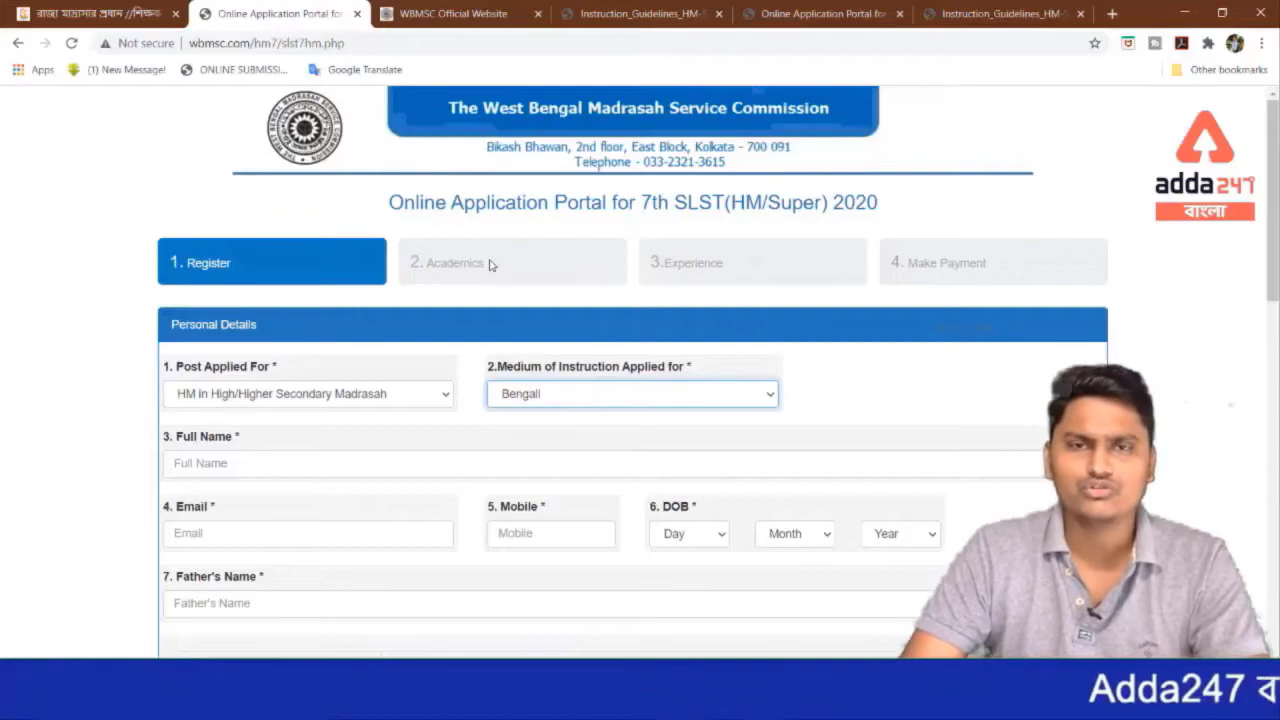 রাজ্য মাদ্রাসার প্রধান //শিক্ষক
Online Application Portal for
WBMSC Official Website
Instruction_Guidelines_HM-S
Online Application Portal for
Instruction_Guidelines_HM-S
Not secure
wbmsc.com/hm7/slst7hm.php
Apps
(1) New Message!
ONLINE SUBMISSI...
Google Translate
Other bookmarks
The West Bengal Madrasah Service Commission
Bikash Bhawan, 2nd floor, East Block, Kolkata - 700 091
Telephone - 033-2321-3615
adda247
বাংলা
Online Application Portal for 7th SLST(HM/Super) 2020
1. Register
2. Academics
3.Experience
4. Make Payment
Personal Details
1. Post Applied For *
2.Medium of Instruction Applied for *
HM in High/Higher Secondary Madrasah
Bengali
3. Full Name *
Full Name
4. Email *
5. Mobile *
6. DOB *
Email
Mobile
Day
Month
Year
7. Father's Name *
Father's Name
Adda247 ব